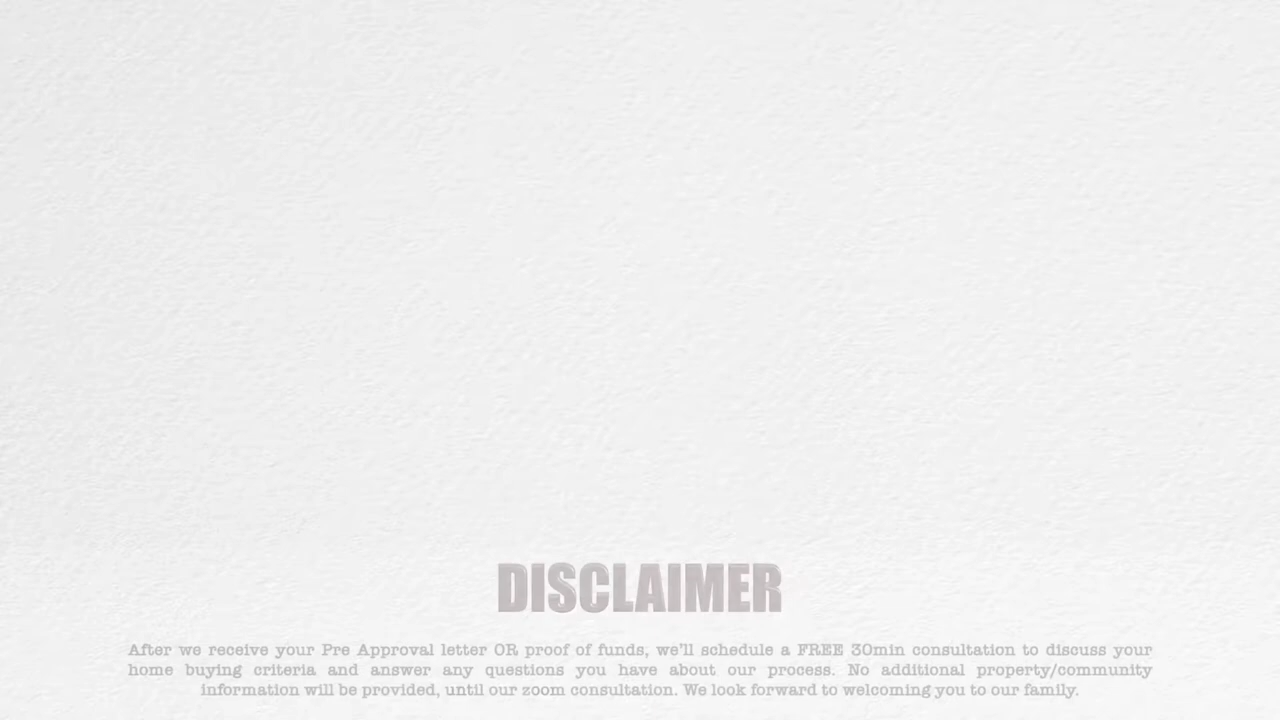 DISCLAIMER
After we receive your Pre Approval letter OR proof of funds, we'll schedule a FREE 30min consultation to discuss your
home buying criteria and answer any questions you have about our process. No additional property/community
information will be provided, until our zoom consultation. We look forward to welcoming you to our family.